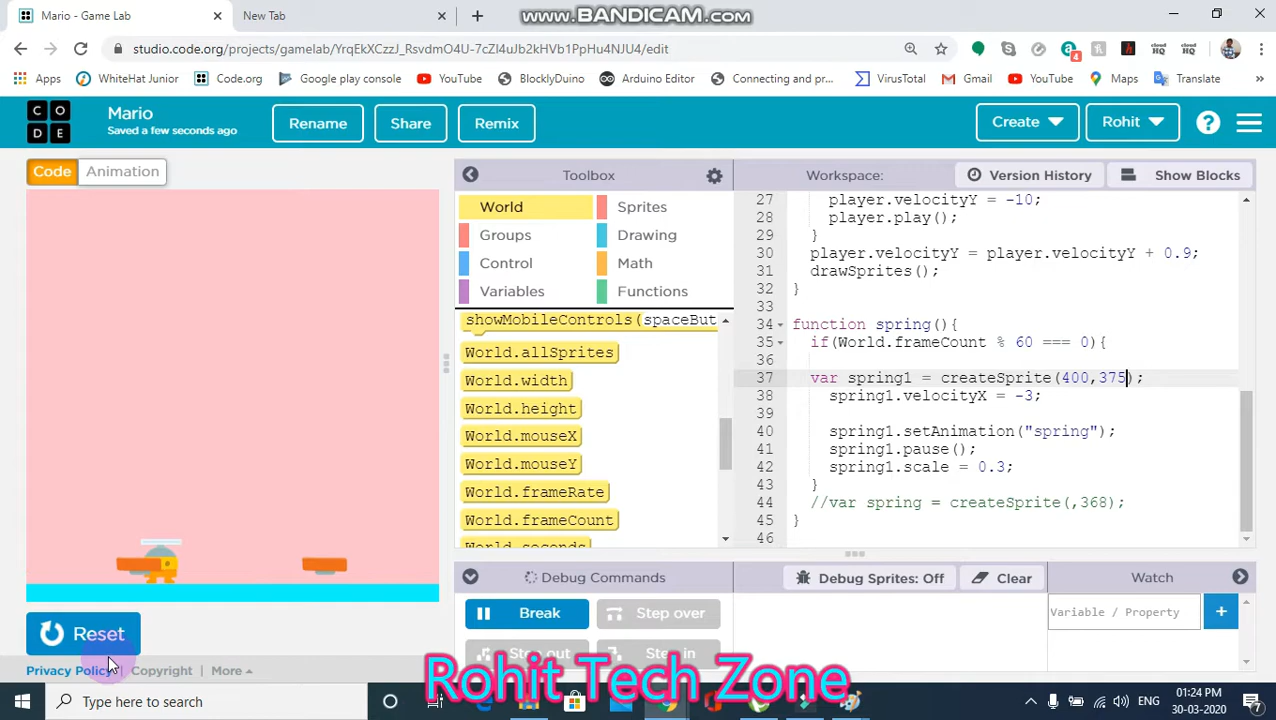 Mario - Game Lab
New Tab
www.BANDICAM.com
studio.code.org/projects/gamelab/YrqEkXCzzJ_RsvdmO4U-7cZl4uJb2kHVb1PpHu4NJU4/edit
Apps
WhiteHat Junior
Code.org
Google play console
YouTube
BlocklyDuino
Arduino Editor
Connecting and pr...
VirusTotal
Gmail
YouTube
Maps
Translate
CODE
Mario
Saved a few seconds ago
Rename
Share
Remix
Create
Rohit
Code
Animation
Toolbox
Workspace:
Version History
Show Blocks
World
Sprites
Groups
Drawing
Control
Math
Variables
Functions
showMobileControls(spaceBut
World.allSprites
World.width
World.height
World.mouseX
World.mouseY
World.frameRate
World.frameCount
World.seconds
27 player.velocityY = -10;
28 player.play();
29 }
30 player.velocityY = player.velocityY + 0.9;
31 drawSprites();
32 }
33
34 function spring(){
35 if(World.frameCount % 60 === 0){
36
37 var spring1 = createSprite(400,375);
38 spring1.velocityX = -3;
39
40 spring1.setAnimation("spring");
41 spring1.pause();
42 spring1.scale = 0.3;
43 }
44 //var spring = createSprite(,368);
45 }
46
Debug Commands
Debug Sprites: Off
Clear
Watch
Break
Step over
Step out
Step in
Variable / Property
Reset
Privacy Policy
Copyright
More
Rohit Tech Zone
Type here to search
ENG
01:24 PM
30-03-2020
7